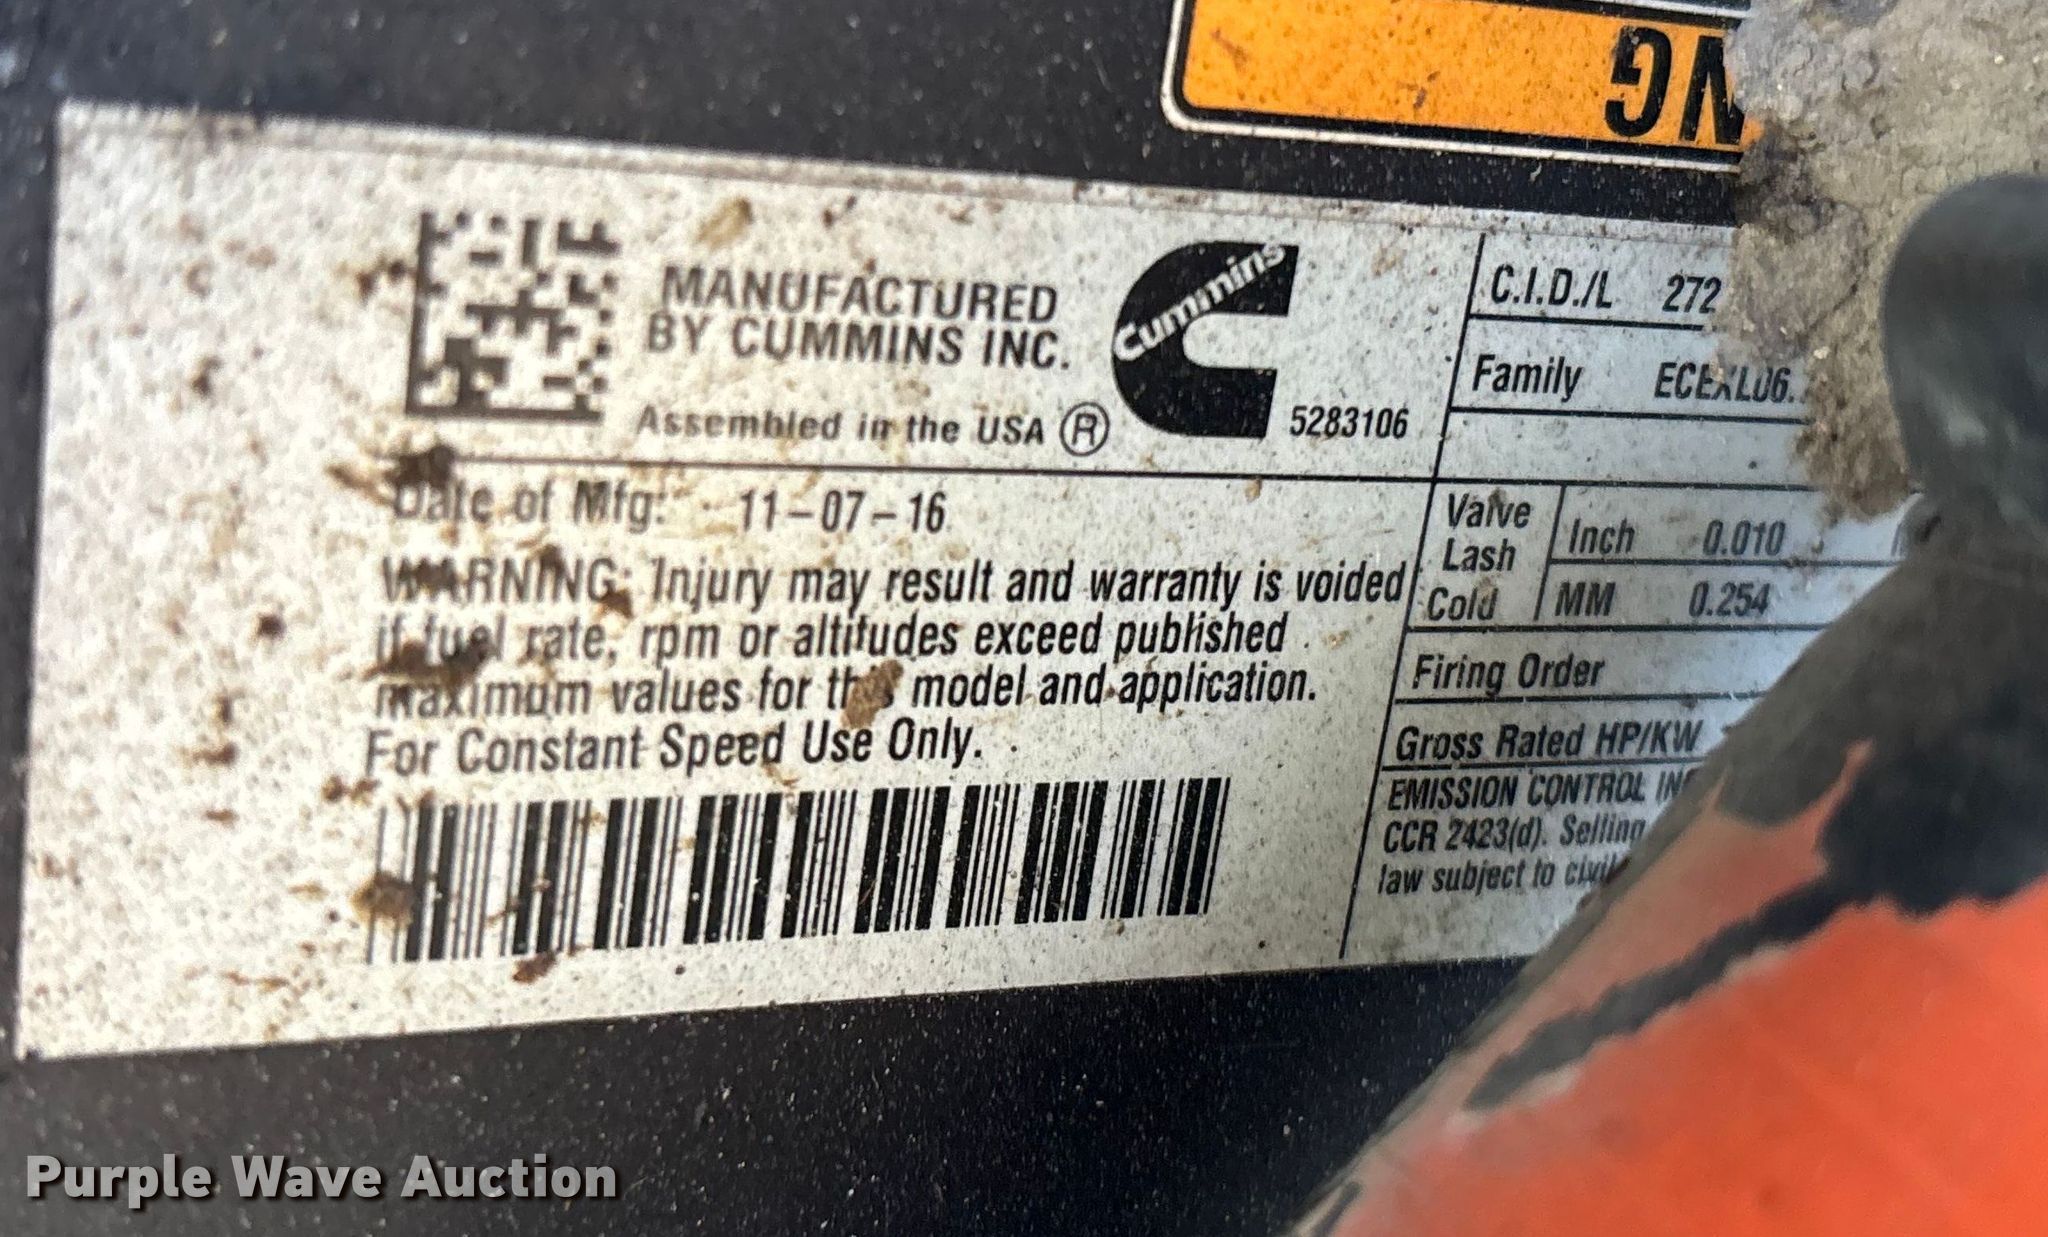 NG
MANUFACTURED
BY CUMMINS INC.
Assembled in the USA ®
Cummins
5283106
C.I.D./L 272
Family ECEXL06.
Date of Mfg: 11-07-16
Valve
Lash
Cold
Inch 0.010
MM 0.254
WARNING: Injury may result and warranty is voided
if fuel rate, rpm or altitudes exceed published
maximum values for this model and application.
For Constant Speed Use Only.
Firing Order
Gross Rated HP/KW
EMISSION CONTROL
CCR 2423(d). Selling
law subject to civil
Purple Wave Auction